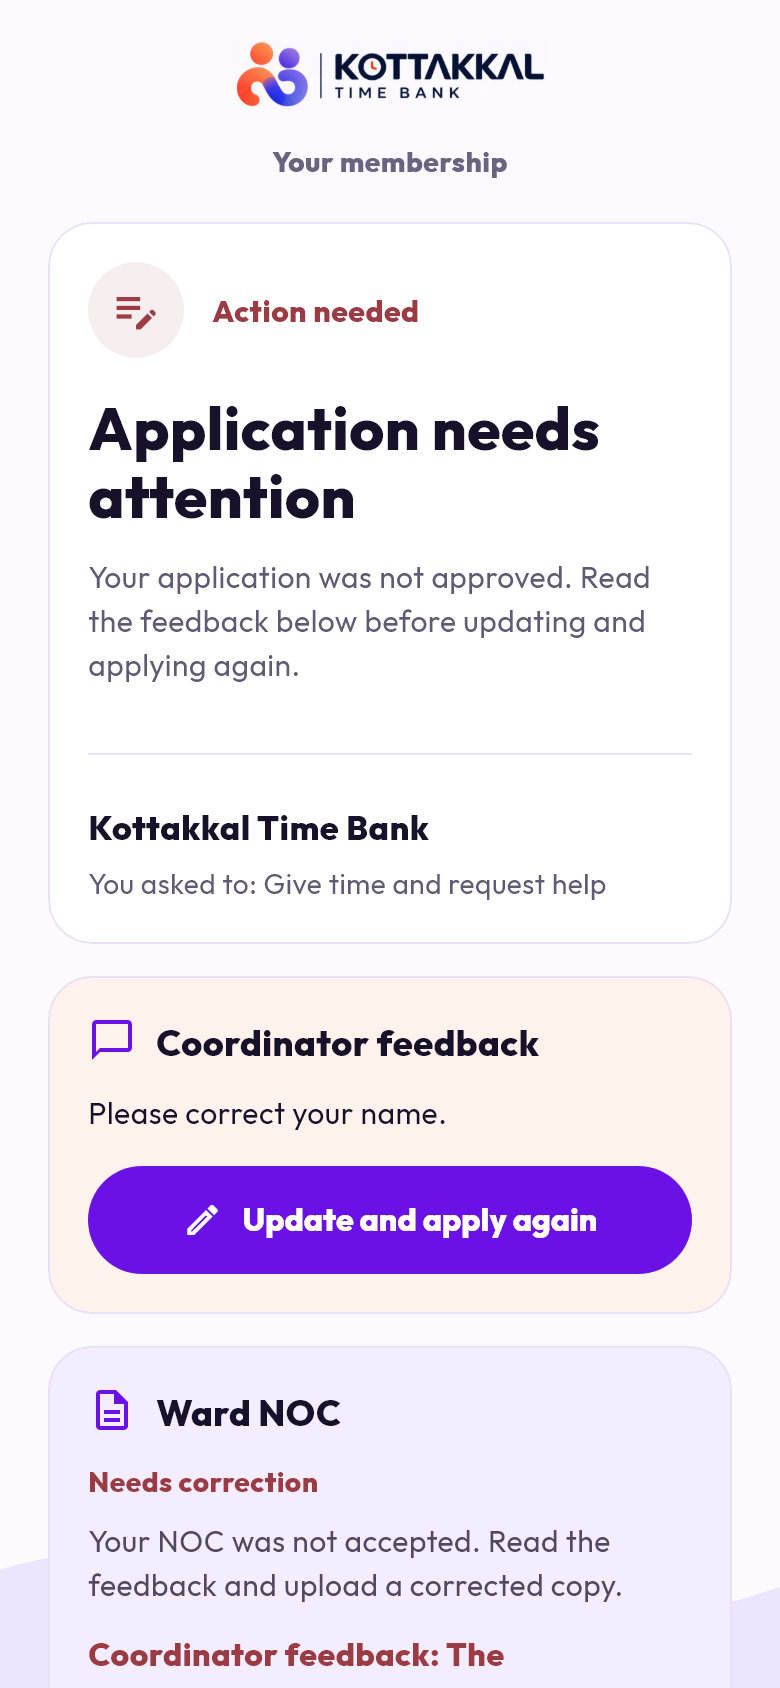 KOTTAKKAL
TIME BANK
Your membership
Action needed
Application needs
attention
Your application was not approved. Read
the feedback below before updating and
applying again.
Kottakkal Time Bank
You asked to: Give time and request help
Coordinator feedback
Please correct your name.
Update and apply again
Ward NOC
Needs correction
Your NOC was not accepted. Read the
feedback and upload a corrected copy.
Coordinator feedback: The